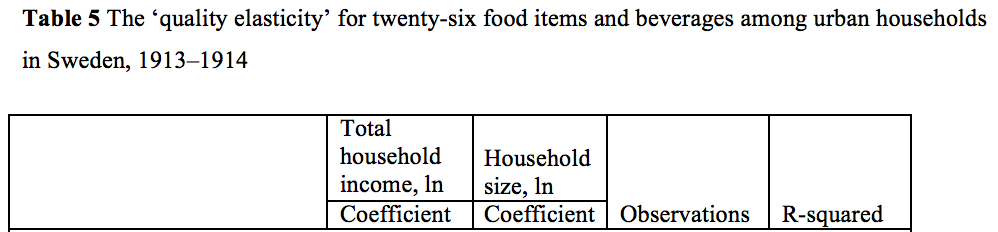 Table 5 The ‘quality elasticity’ for twenty-six food items and beverages among urban households
in Sweden, 1913–1914
Total
household
income, ln
Household
size, ln
Coefficient
Coefficient
Observations
R-squared